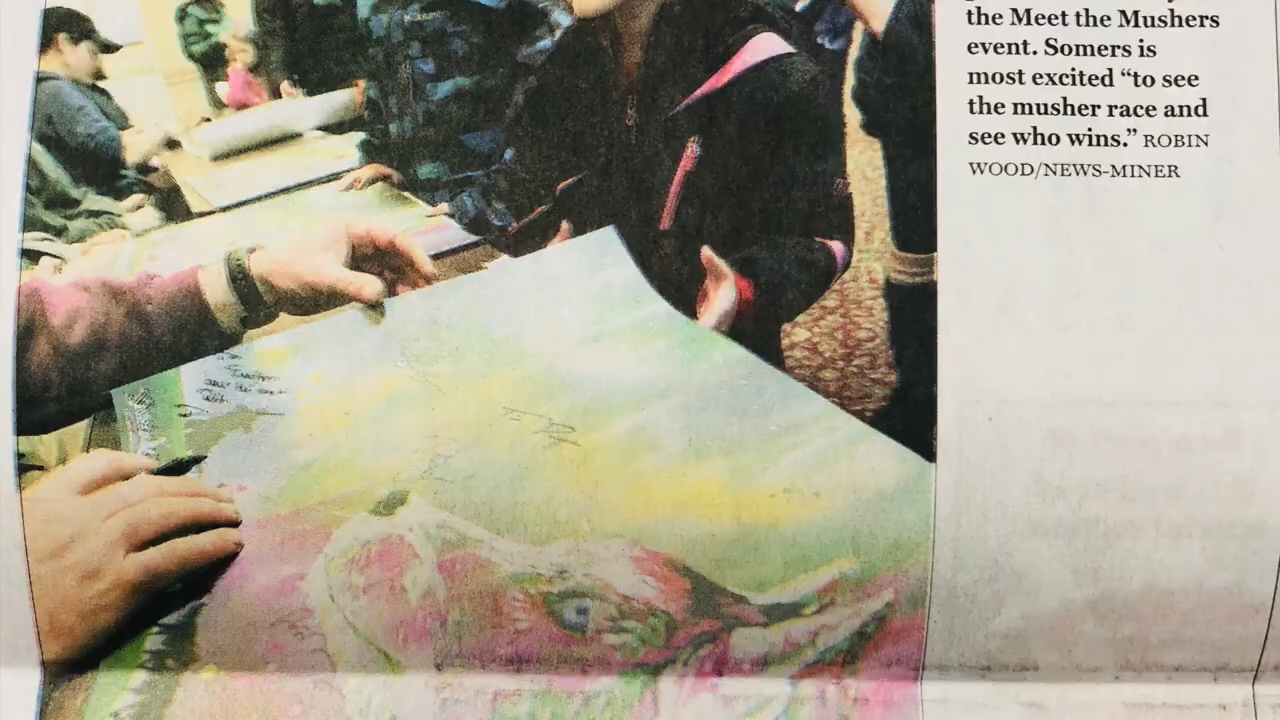 the Meet the Mushers
event. Somers is
most excited “to see
the musher race and
see who wins.” ROBIN
WOOD/NEWS-MINER